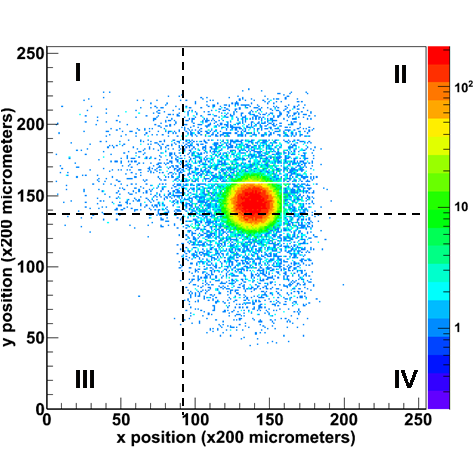 250
200
150
100
50
0
y position (x200 micrometers)
I
II
III
IV
0 50 100 150 200 250
x position (x200 micrometers)
10²
10
1